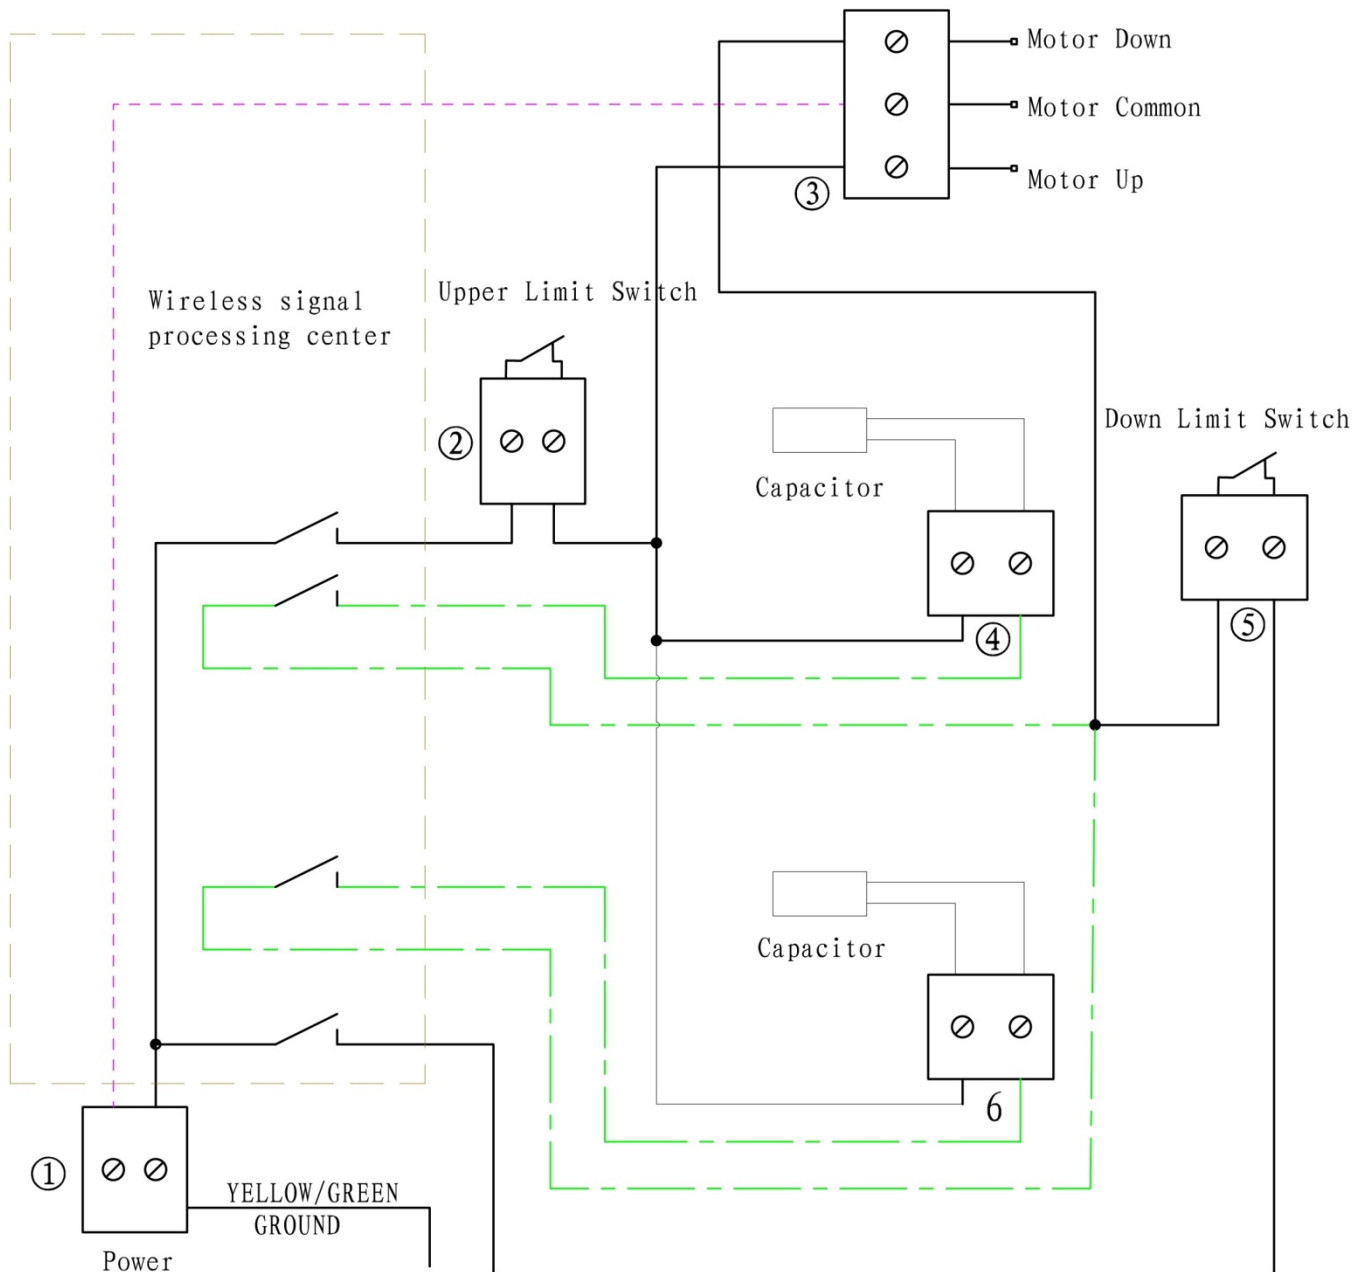 Motor Down
Motor Common
Motor Up
③
Wireless signal
processing center
Upper Limit Switch
②
Capacitor
Down Limit Switch
④
⑤
Capacitor
6
①
YELLOW/GREEN
GROUND
Power